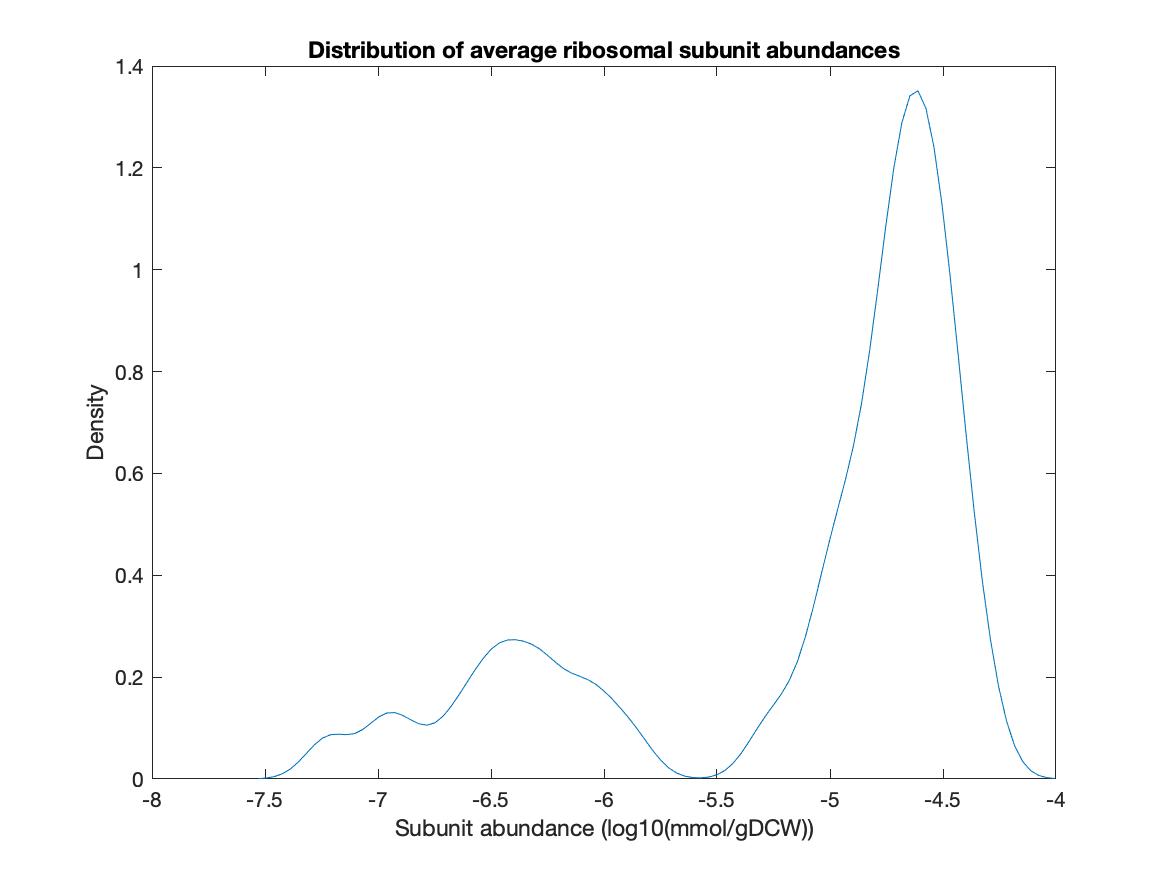 Distribution of average ribosomal subunit abundances
1.4
1.2
1
0.8
0.6
0.4
0.2
0
Density
-8 -7.5 -7 -6.5 -6 -5.5 -5 -4.5 -4
Subunit abundance (log10(mmol/gDCW))